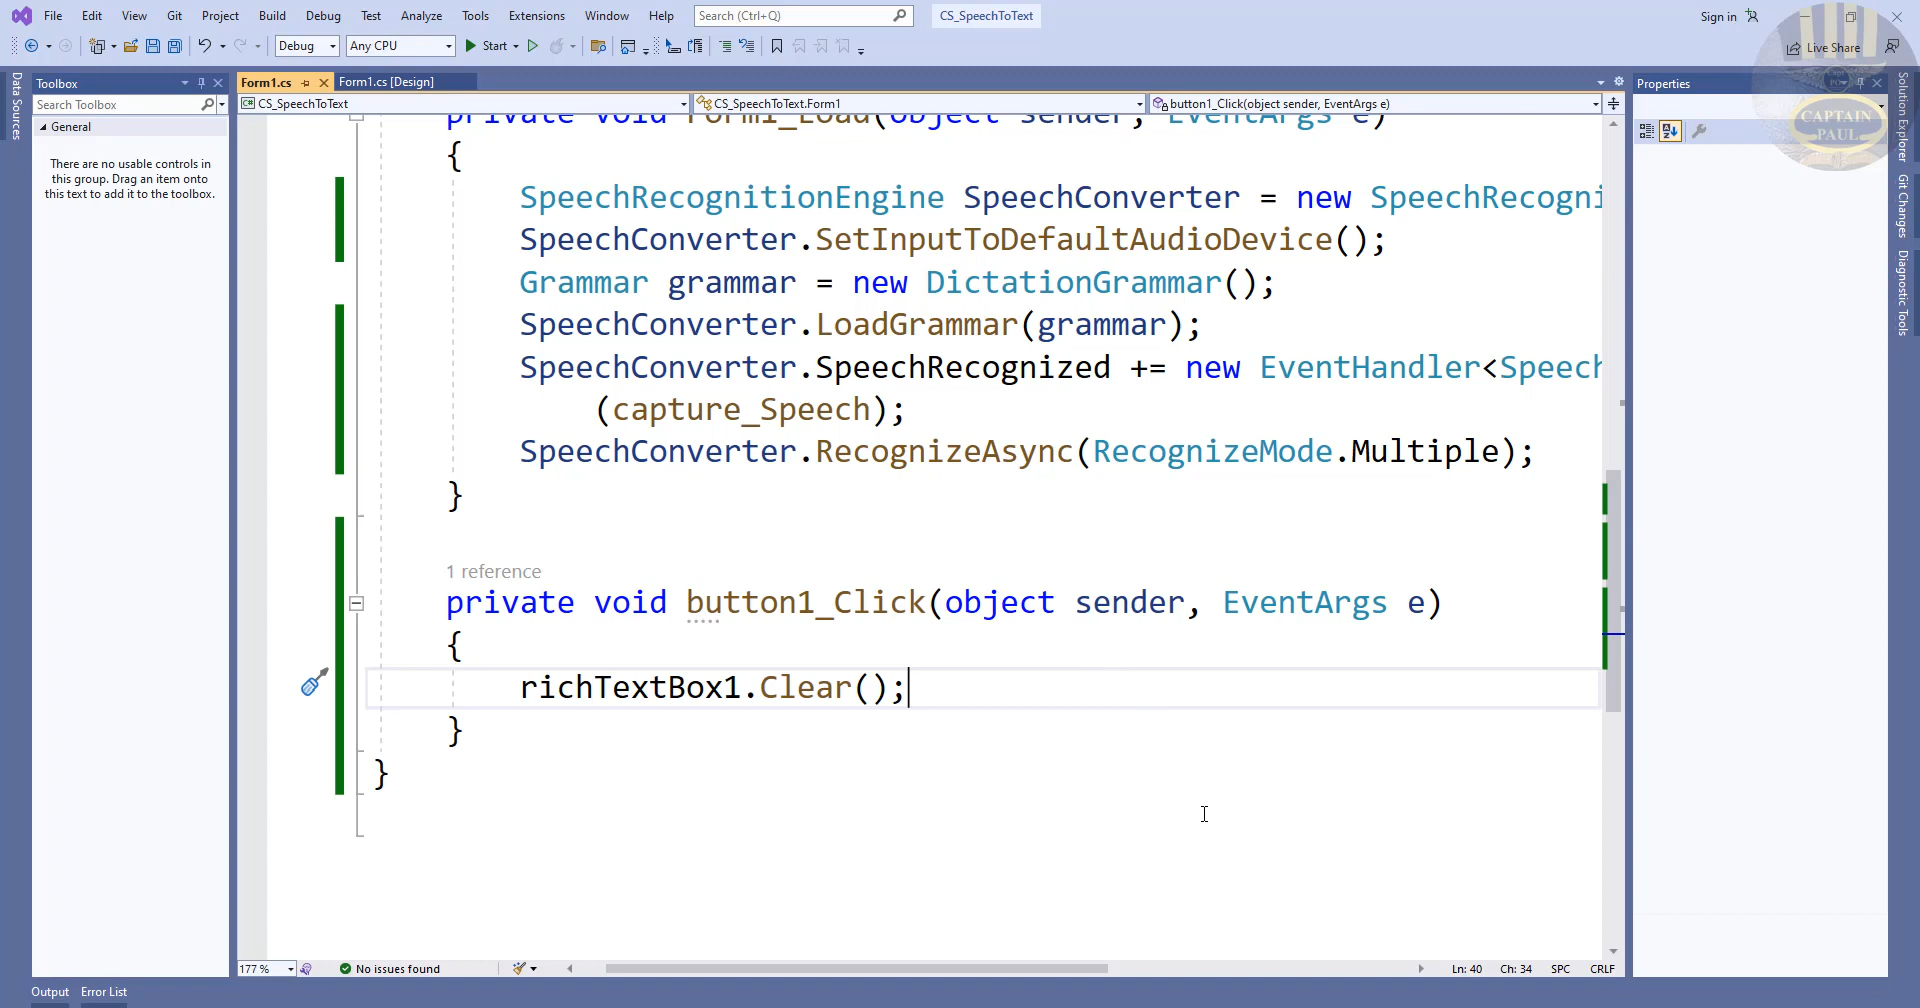 File Edit View Git Project Build Debug Test Analyze Tools Extensions Window Help Search (Ctrl+Q) CS_SpeechToText Sign in
Debug Any CPU Start Live Share
Data Sources
Toolbox
Search Toolbox
General
There are no usable controls in
this group. Drag an item onto
this text to add it to the toolbox.
Form1.cs Form1.cs [Design]
CS_SpeechToText CS_SpeechToText.Form1 button1_Click(object sender, EventArgs e)
private void Form1_Load(object sender, EventArgs e)
{
SpeechRecognitionEngine SpeechConverter = new SpeechRecogni
SpeechConverter.SetInputToDefaultAudioDevice();
Grammar grammar = new DictationGrammar();
SpeechConverter.LoadGrammar(grammar);
SpeechConverter.SpeechRecognized += new EventHandler<Speech
(capture_Speech);
SpeechConverter.RecognizeAsync(RecognizeMode.Multiple);
}
1 reference
private void button1_Click(object sender, EventArgs e)
{
richTextBox1.Clear();
}
}
177 % No issues found Ln: 40 Ch: 34 SPC CRLF
Properties
CAPTAIN
PAUL
Solution Explorer
Git Changes
Diagnostic Tools
Output Error List